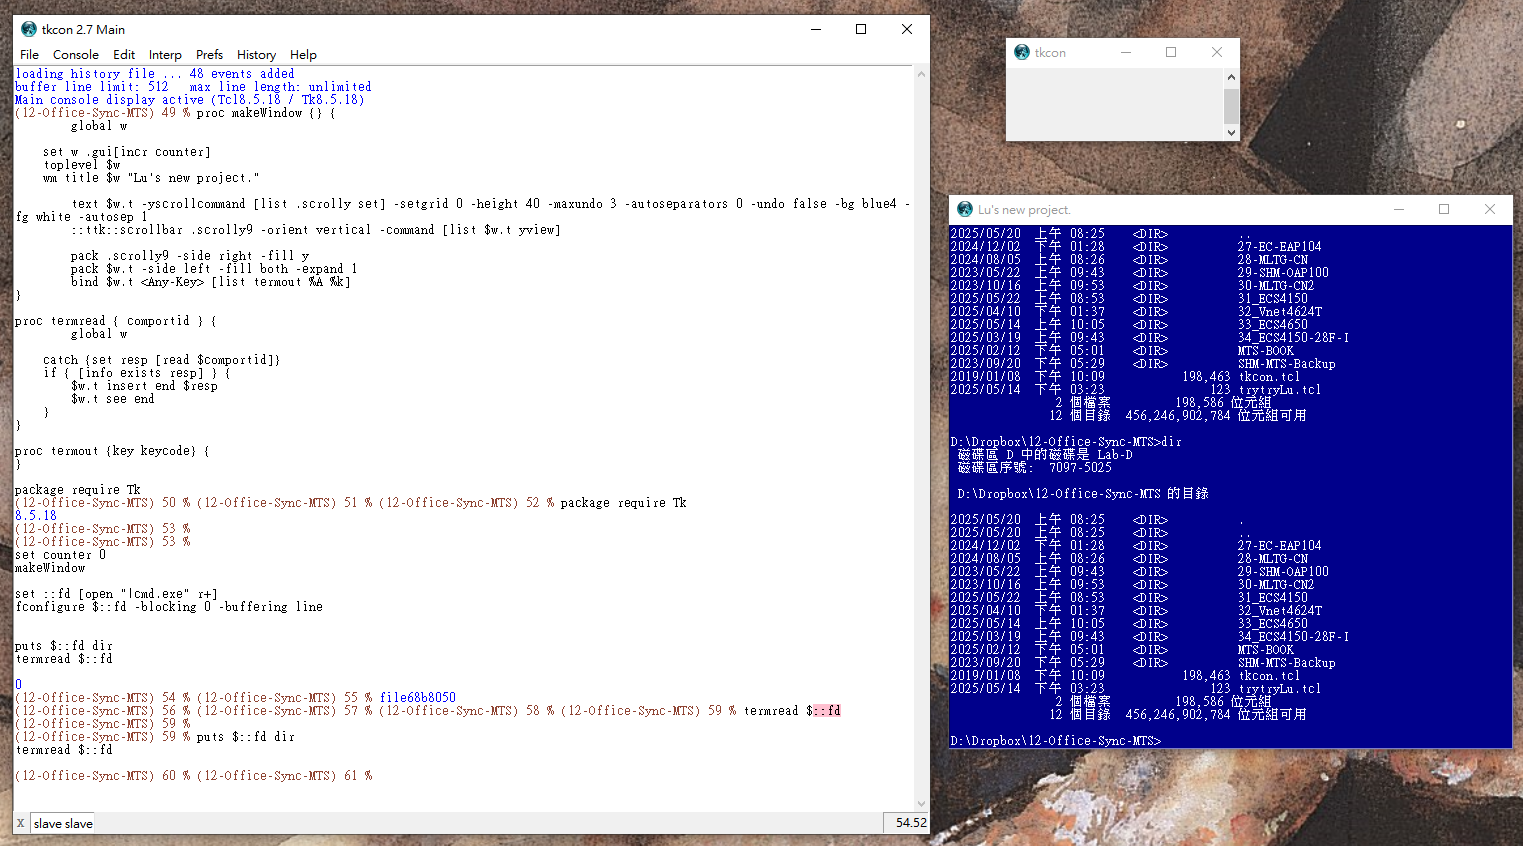 tkcon 2.7 Main
File Console Edit Interp Prefs History Help
loading history file ... 48 events added
buffer line limit: 512 max line length: unlimited
Main console display active (Tcl8.5.18 / Tk8.5.18)
(12-Office-Sync-MTS) 49 % proc makeWindow {} {
global w
set w .gui[incr counter]
toplevel $w
wm title $w "Lu's new project."
text $w.t -yscrollcommand [list .scrolly set] -setgrid 0 -height 40 -maxundo 3 -autoseparators 0 -undo false -bg blue4 -
fg white -autosep 1
::ttk::scrollbar .scrolly9 -orient vertical -command [list $w.t yview]
pack .scrolly9 -side right -fill y
pack $w.t -side left -fill both -expand 1
bind $w.t <Any-Key> [list termout %A %k]
}
proc termread { comportid } {
global w
catch {set resp [read $comportid]}
if { [info exists resp] } {
$w.t insert end $resp
$w.t see end
}
}
proc termout {key keycode} {
}
package require Tk
(12-Office-Sync-MTS) 50 % (12-Office-Sync-MTS) 51 % (12-Office-Sync-MTS) 52 % package require Tk
8.5.18
(12-Office-Sync-MTS) 53 %
(12-Office-Sync-MTS) 53 %
set counter 0
makeWindow
set ::fd [open "|cmd.exe" r+]
fconfigure $::fd -blocking 0 -buffering line
puts $::fd dir
termread $::fd
0
(12-Office-Sync-MTS) 54 % (12-Office-Sync-MTS) 55 % file68b8050
(12-Office-Sync-MTS) 56 % (12-Office-Sync-MTS) 57 % (12-Office-Sync-MTS) 58 % (12-Office-Sync-MTS) 59 % termread $::fd
(12-Office-Sync-MTS) 59 %
(12-Office-Sync-MTS) 59 % puts $::fd dir
termread $::fd
(12-Office-Sync-MTS) 60 % (12-Office-Sync-MTS) 61 %
X slave slave 54.52
tkcon
Lu's new project.
2025/05/20 上午 08:25 <DIR> ..
2024/12/02 下午 01:28 <DIR> 27-EC-EAP104
2024/08/05 上午 08:26 <DIR> 28-MLTG-CN
2023/05/22 上午 09:43 <DIR> 29-SHM-OAP100
2023/10/16 上午 09:53 <DIR> 30-MLTG-CN2
2025/05/22 上午 08:53 <DIR> 31_ECS4150
2025/04/10 下午 01:37 <DIR> 32_Vnet4624T
2025/05/14 上午 10:05 <DIR> 33_ECS4650
2025/03/19 上午 09:43 <DIR> 34_ECS4150-28F-I
2025/02/12 下午 05:01 <DIR> MTS-BOOK
2023/09/20 下午 05:29 <DIR> SHM-MTS-Backup
2019/01/08 下午 10:09 198,463 tkcon.tcl
2025/05/14 下午 03:23 123 trytryLu.tcl
2 個檔案 198,586 位元組
12 個目錄 456,246,902,784 位元組可用
D:\Dropbox\12-Office-Sync-MTS>dir
磁碟區 D 中的磁碟是 Lab-D
磁碟區序號: 7097-5025
D:\Dropbox\12-Office-Sync-MTS 的目錄
2025/05/20 上午 08:25 <DIR> .
2025/05/20 上午 08:25 <DIR> ..
2024/12/02 下午 01:28 <DIR> 27-EC-EAP104
2024/08/05 上午 08:26 <DIR> 28-MLTG-CN
2023/05/22 上午 09:43 <DIR> 29-SHM-OAP100
2023/10/16 上午 09:53 <DIR> 30-MLTG-CN2
2025/05/22 上午 08:53 <DIR> 31_ECS4150
2025/04/10 下午 01:37 <DIR> 32_Vnet4624T
2025/05/14 上午 10:05 <DIR> 33_ECS4650
2025/03/19 上午 09:43 <DIR> 34_ECS4150-28F-I
2025/02/12 下午 05:01 <DIR> MTS-BOOK
2023/09/20 下午 05:29 <DIR> SHM-MTS-Backup
2019/01/08 下午 10:09 198,463 tkcon.tcl
2025/05/14 下午 03:23 123 trytryLu.tcl
2 個檔案 198,586 位元組
12 個目錄 456,246,902,784 位元組可用
D:\Dropbox\12-Office-Sync-MTS>